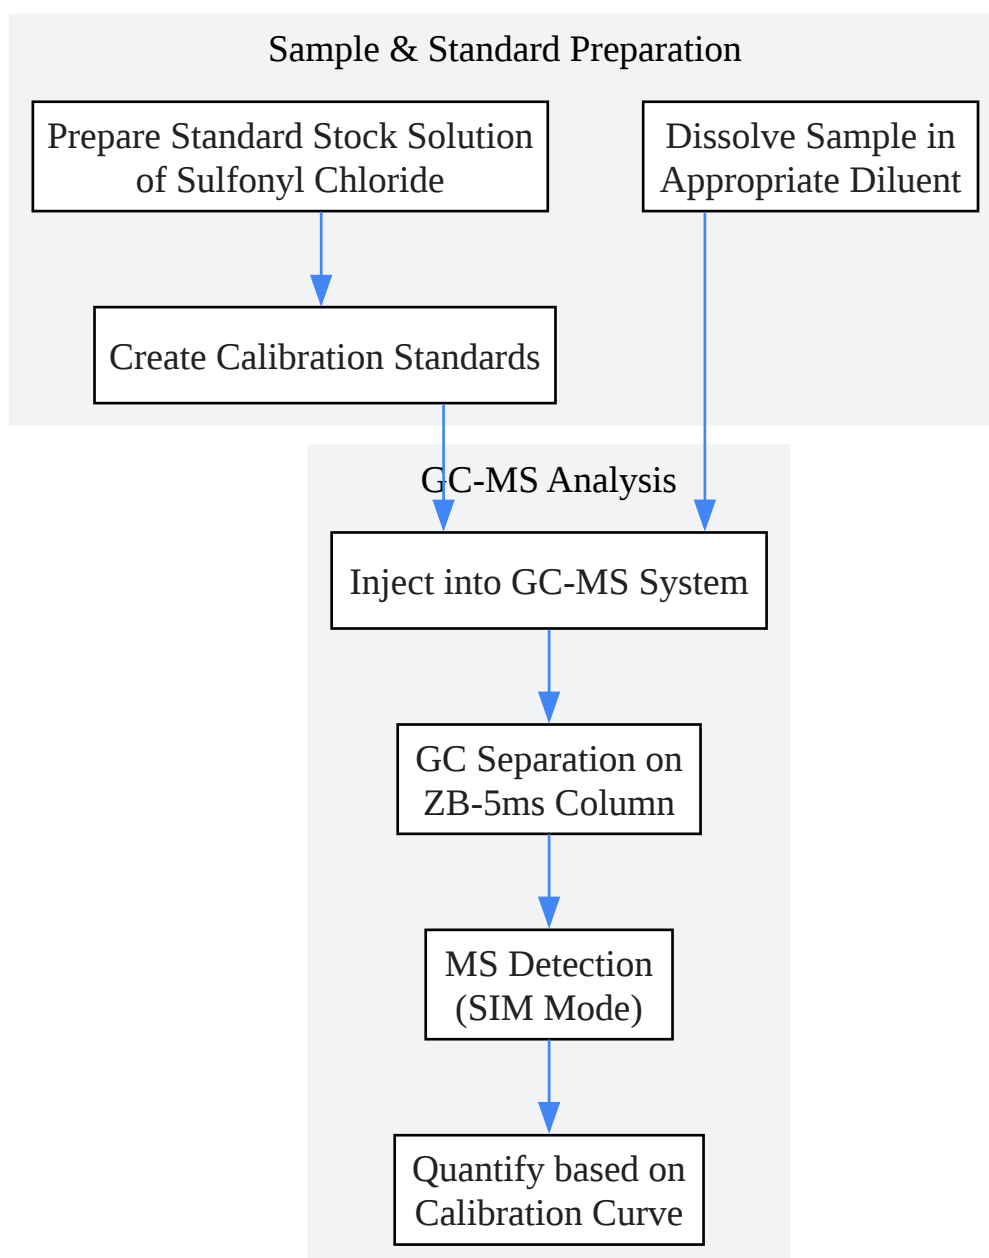 Sample & Standard Preparation
Prepare Standard Stock Solution
of Sulfonyl Chloride
Dissolve Sample in
Appropriate Diluent
Create Calibration Standards
GC-MS Analysis
Inject into GC-MS System
GC Separation on
ZB-5ms Column
MS Detection
(SIM Mode)
Quantify based on
Calibration Curve